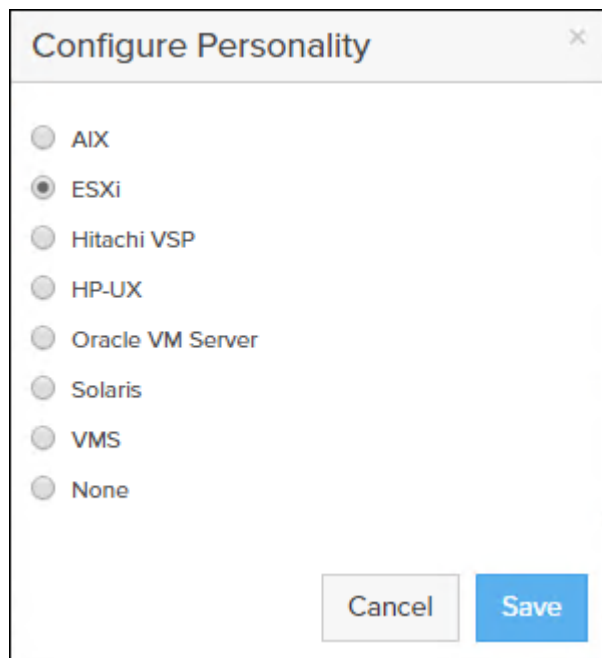 Configure Personality
×
AIX
ESXi
Hitachi VSP
HP-UX
Oracle VM Server
Solaris
VMS
None
Cancel Save